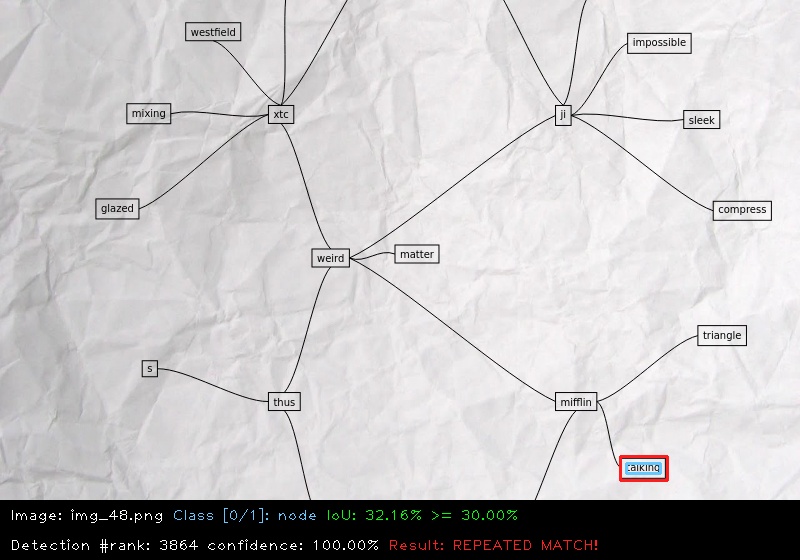 westfield
impossible
mixing
xtc
ji
sleek
glazed
compress
weird
matter
triangle
s
thus
mifflin
talking
Image: img_48.png Class [0/1]: node IoU: 32.16% >= 30.00%
Detection #rank: 3864 confidence: 100.00% Result: REPEATED MATCH!